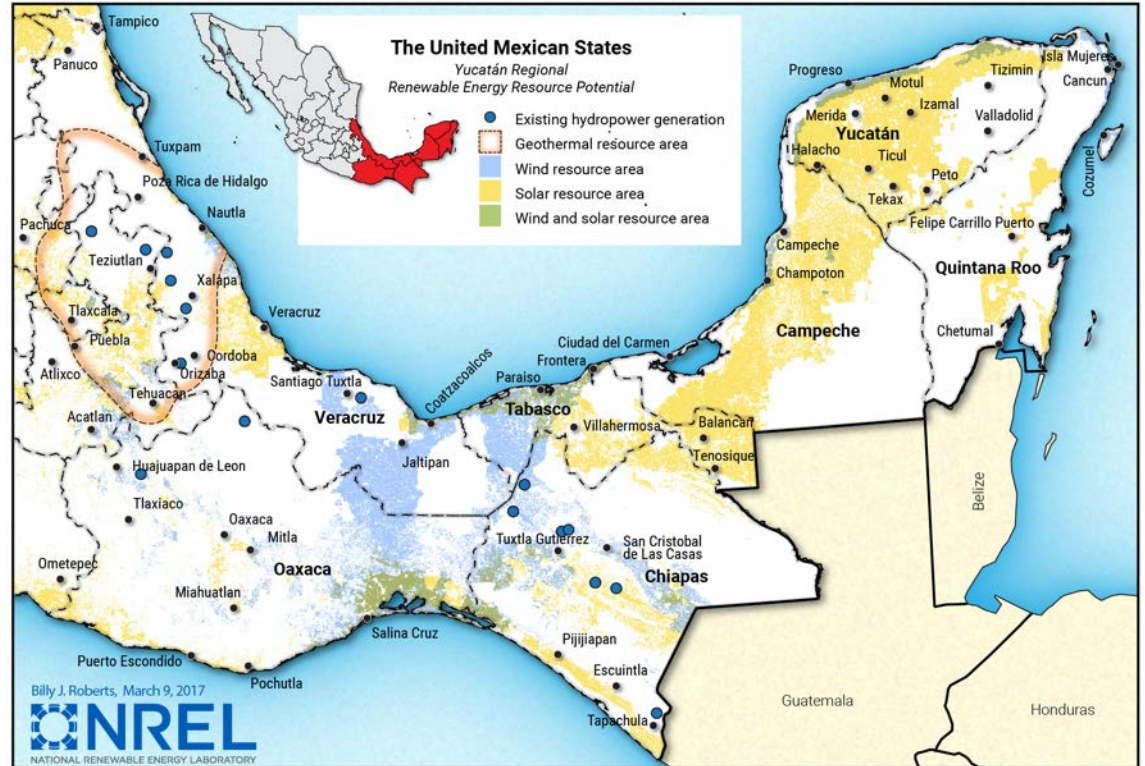 The United Mexican States
Yucatán Regional
Renewable Energy Resource Potential
Existing hydropower generation
Geothermal resource area
Wind resource area
Solar resource area
Wind and solar resource area
Tampico
Panuco
Tuxpam
Poza Rica de Hidalgo
Nautla
Pachuca
Teziutlan
Xalapa
Tlaxcala
Puebla
Veracruz
Cordoba
Orizaba
Atlixco
Tehuacan
Acatlan
Santiago Tuxtla
Veracruz
Coatzacoalcos
Jaltipan
Huajuapan de Leon
Tlaxiaco
Oaxaca
Mitla
Ometepec
Oaxaca
Miahuatlan
Salina Cruz
Puerto Escondido
Pochutla
Progreso
Motul
Tizimin
Isla Mujeres
Cancun
Merida
Izamal
Yucatán
Valladolid
Halacho
Ticul
Peto
Tekax
Cozumel
Felipe Carrillo Puerto
Campeche
Champoton
Quintana Roo
Campeche
Chetumal
Ciudad del Carmen
Frontera
Paraiso
Tabasco
Villahermosa
Balancan
Tenosique
Tuxtla Gutierrez
San Cristobal
de Las Casas
Chiapas
Pijijiapan
Escuintla
Tapachula
Belize
Guatemala
Honduras
Billy J. Roberts, March 9, 2017
NREL
NATIONAL RENEWABLE ENERGY LABORATORY